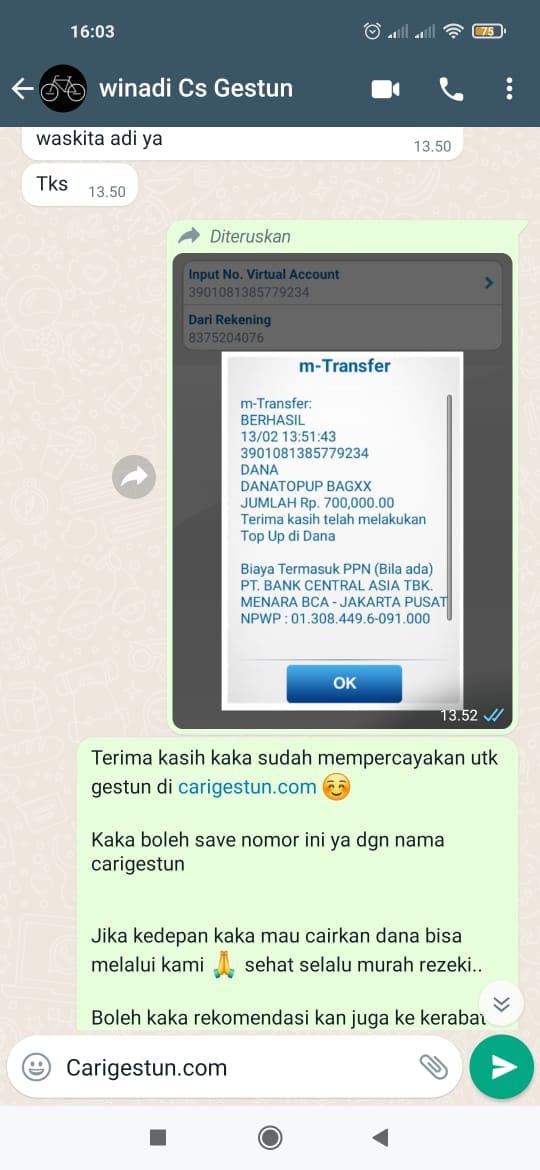 16:03
75
winadi Cs Gestun
waskita adi ya
13.50
Tks
13.50
Diteruskan
Input No. Virtual Account
3901081385779234
Dari Rekening
8375204076
m-Transfer
m-Transfer:
BERHASIL
13/02 13:51:43
3901081385779234
DANA
DANATOPUP BAGXX
JUMLAH Rp. 700,000.00
Terima kasih telah melakukan
Top Up di Dana
Biaya Termasuk PPN (Bila ada)
PT. BANK CENTRAL ASIA TBK.
MENARA BCA - JAKARTA PUSAT
NPWP : 01.308.449.6-091.000
OK
13.52
Terima kasih kaka sudah mempercayakan utk
gestun di carigestun.com ☺️
Kaka boleh save nomor ini ya dgn nama
carigestun
Jika kedepan kaka mau cairkan dana bisa
melalui kami 🙏 sehat selalu murah rezeki..
Boleh kaka rekomendasi kan juga ke kerabat
Carigestun.com